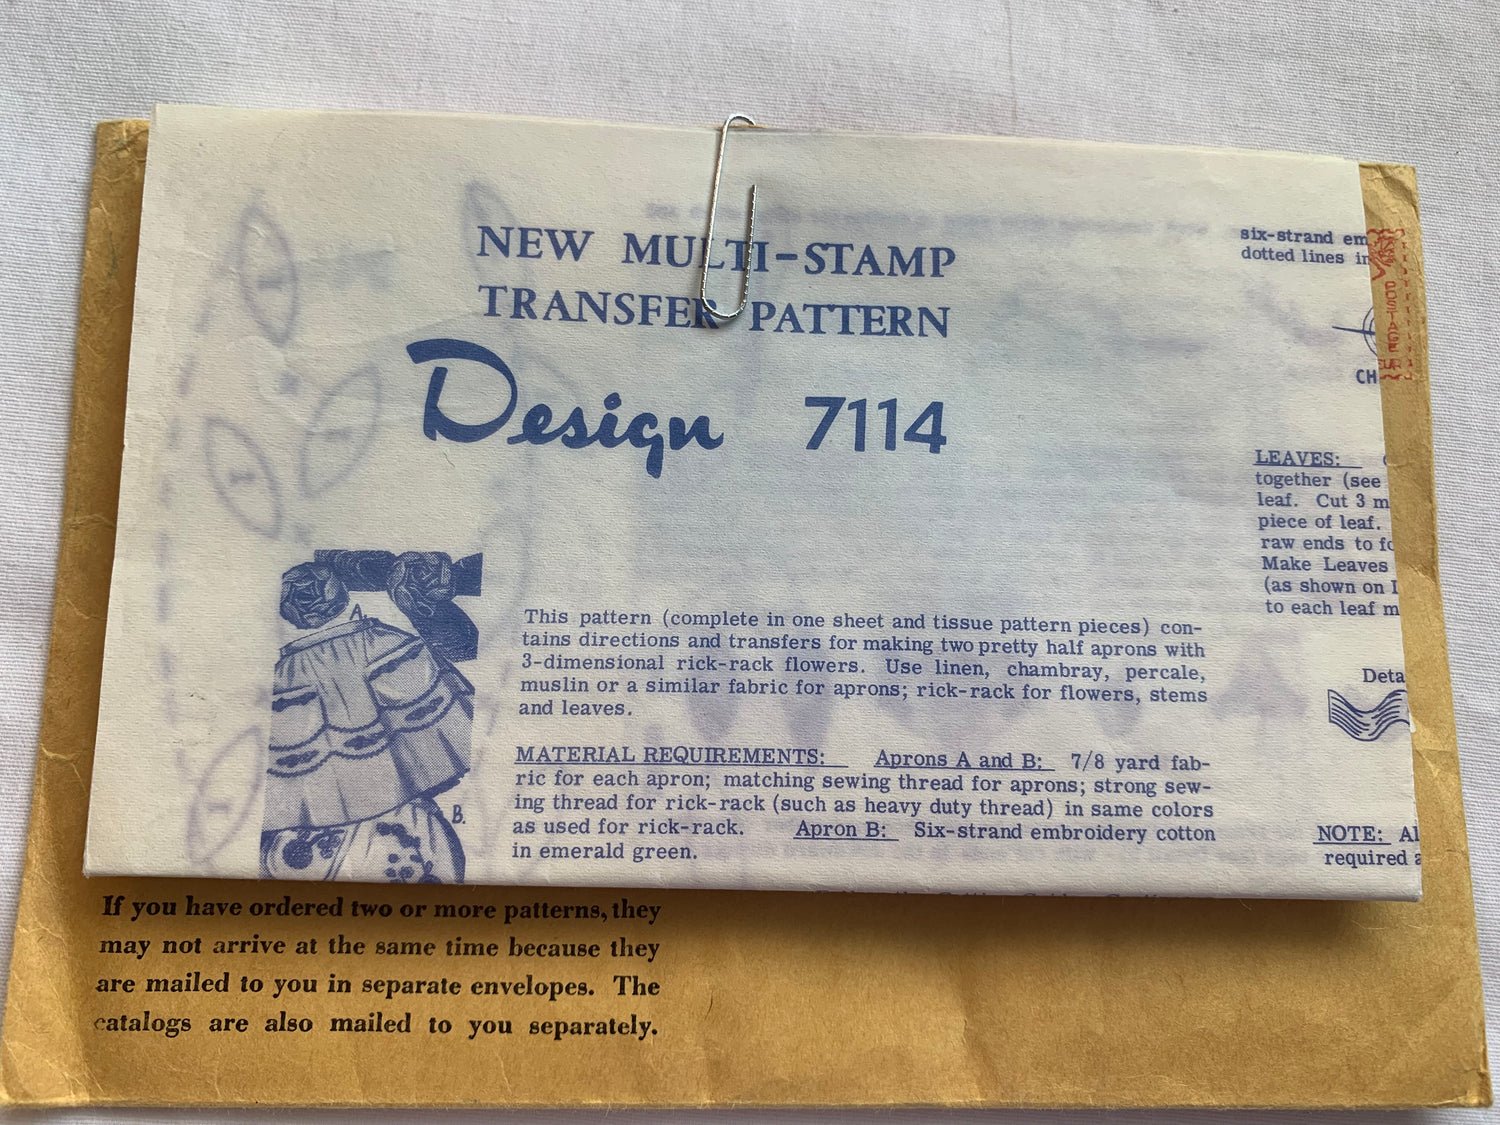 NEW MULTI-STAMP
TRANSFER PATTERN
Design 7114
A.
B.
This pattern (complete in one sheet and tissue pattern pieces) con-
tains directions and transfers for making two pretty half aprons with
3-dimensional rick-rack flowers. Use linen, chambray, percale,
muslin or a similar fabric for aprons; rick-rack for flowers, stems
and leaves.
MATERIAL REQUIREMENTS: Aprons A and B: 7/8 yard fab-
ric for each apron; matching sewing thread for aprons; strong sew-
ing thread for rick-rack (such as heavy duty thread) in same colors
as used for rick-rack. Apron B: Six-strand embroidery cotton
in emerald green.
six-strand em
dotted lines in
CH
POSTAGE
LEAVES:
together (see
leaf. Cut 3 m
piece of leaf.
raw ends to fo
Make Leaves
(as shown on
to each leaf m
Deta
NOTE: Al
required a
If you have ordered two or more patterns, they
may not arrive at the same time because they
are mailed to you in separate envelopes. The
catalogs are also mailed to you separately.